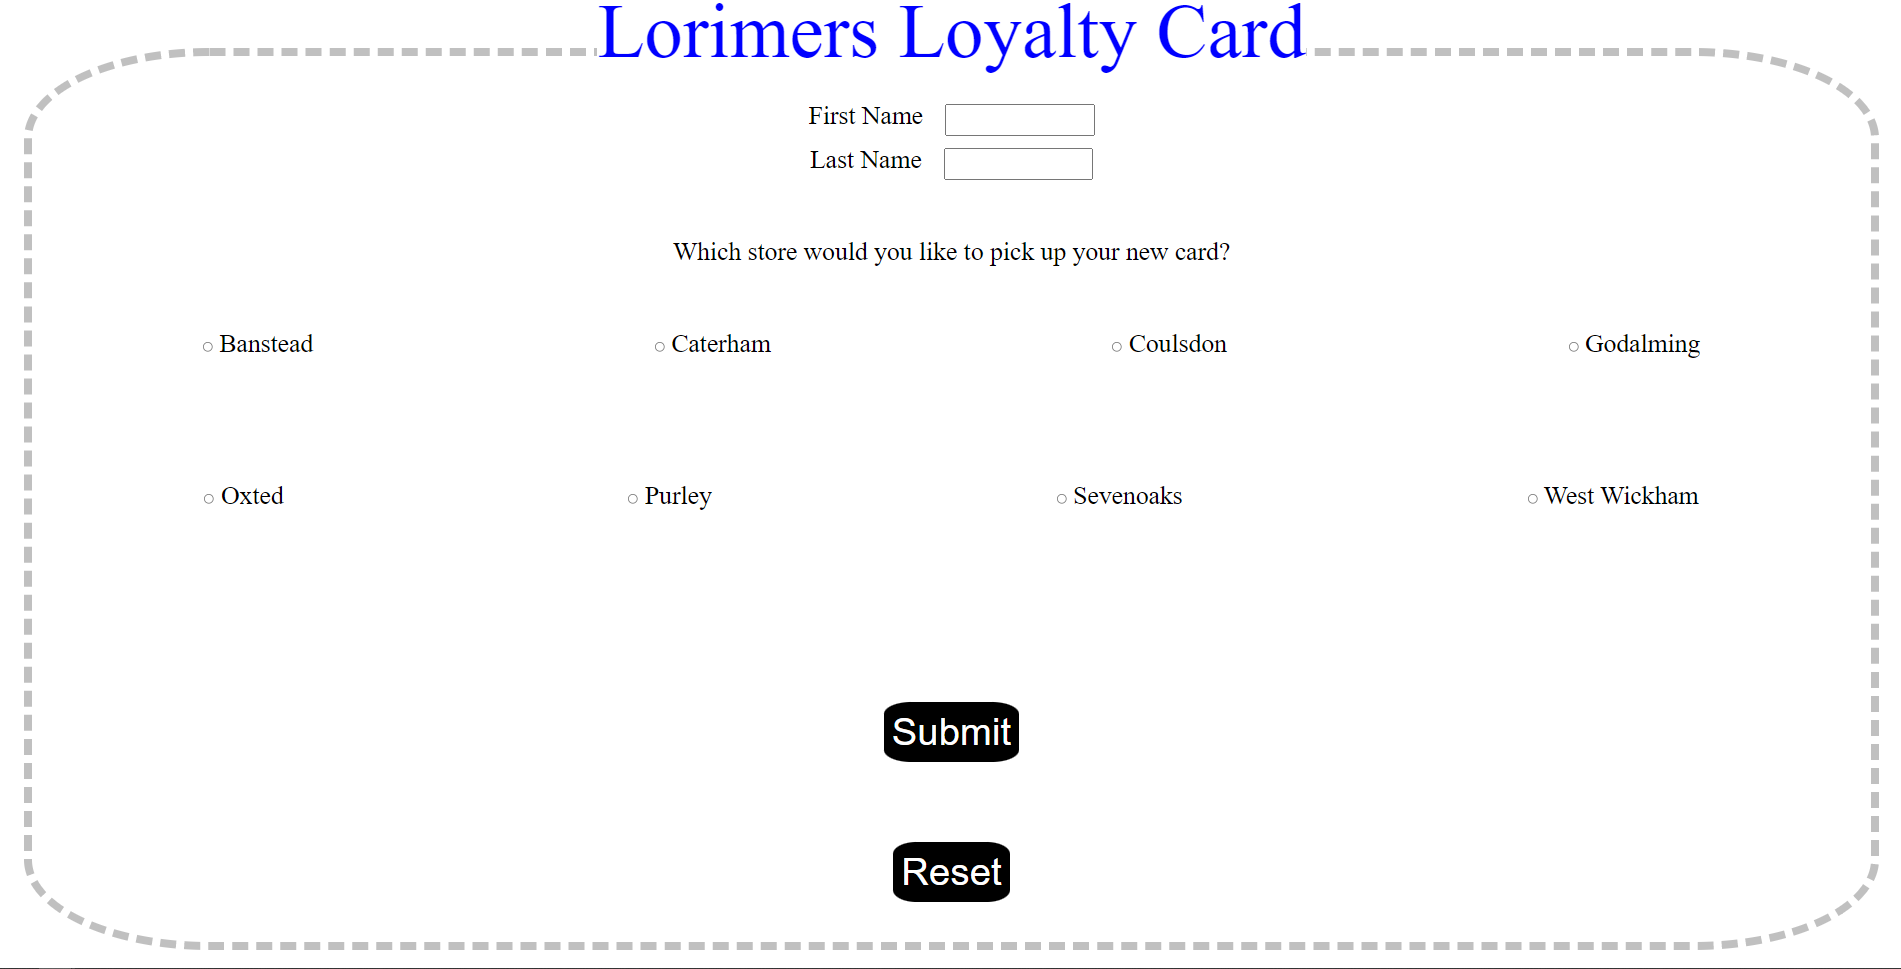 Lorimers Loyalty Card
First Name
Last Name
Which store would you like to pick up your new card?
Banstead Caterham Coulsdon Godalming
Oxted Purley Sevenoaks West Wickham
Submit
Reset